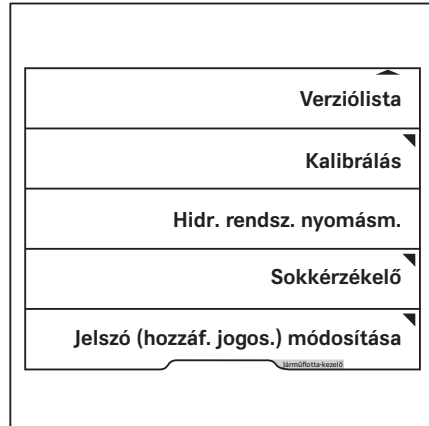 Verziólista
Kalibrálás
Hidr. rendsz. nyomásm.
Sokkérzékelő
Jelszó (hozzáf. jogos.) módosítása
Járműflotta-kezelő